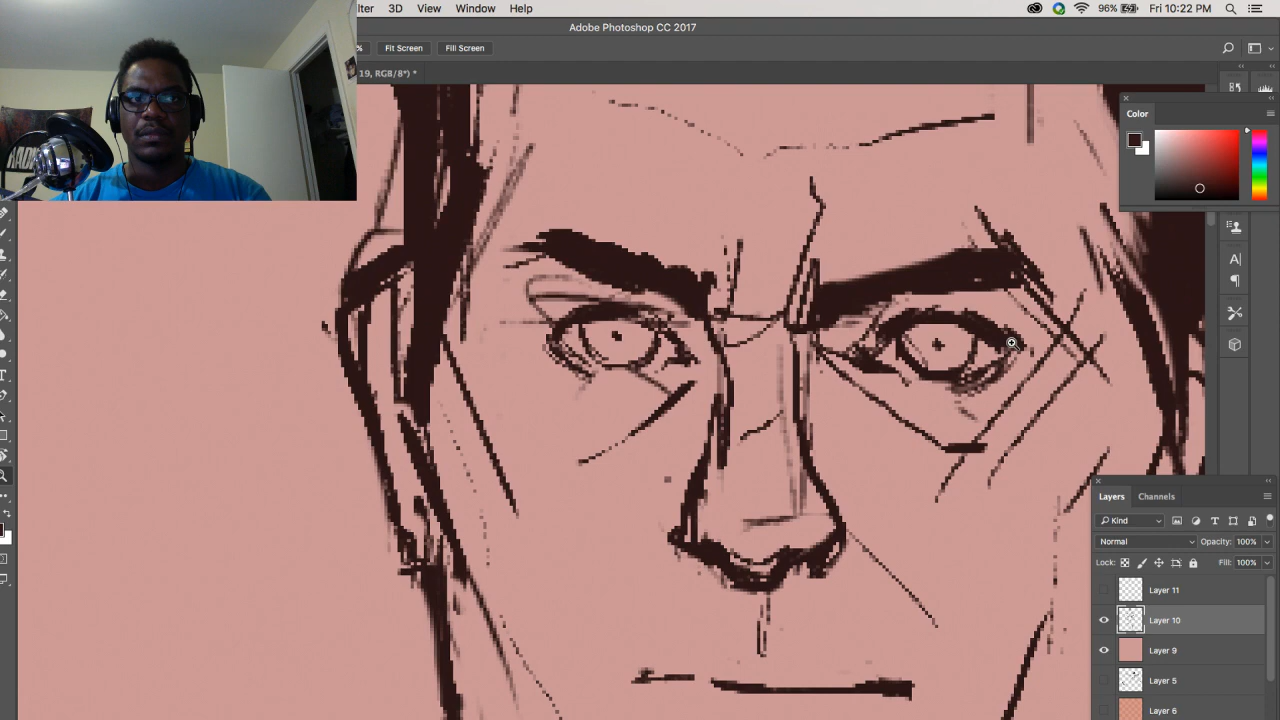 lter 3D View Window Help 96% Fri 10:22 PM
Adobe Photoshop CC 2017
% Fit Screen Fill Screen
19, RGB/8*) *
Color
Layers Channels
Kind
Normal Opacity: 100%
Lock: Fill: 100%
Layer 11
Layer 10
Layer 9
Layer 5
Layer 6